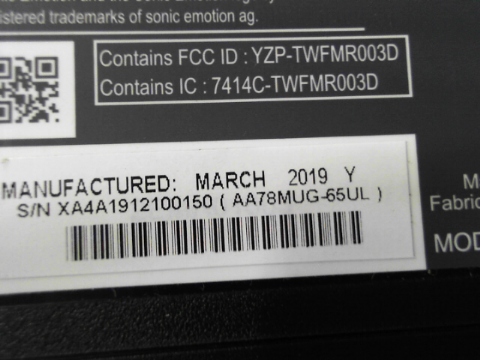 istered trademarks of sonic emotion ag.
Contains FCC ID : YZP-TWFMR003D
Contains IC : 7414C-TWFMR003D
MANUFACTURED: MARCH 2019 Y
S/N XA4A1912100150 ( AA78MUG-65UL )
Fabric
MOD